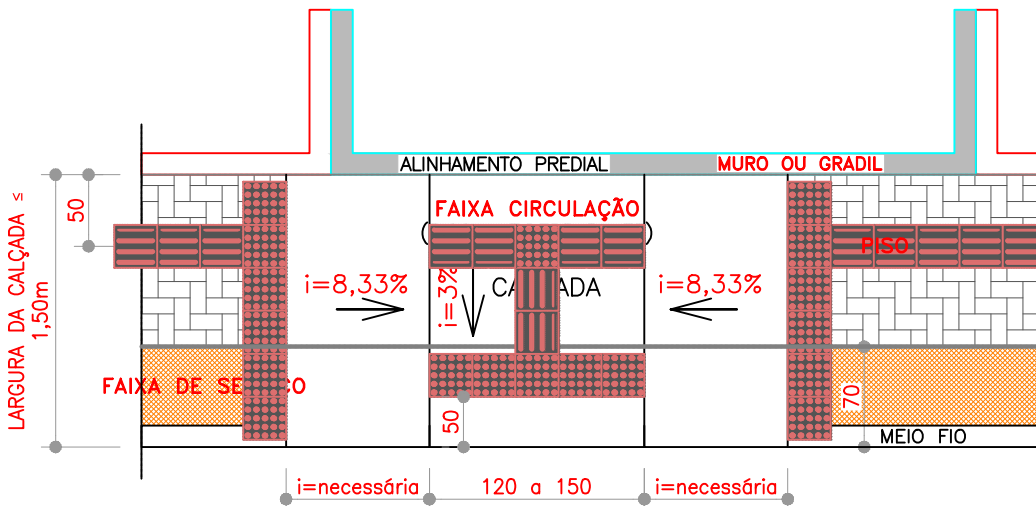 ALINHAMENTO PREDIAL
MURO OU GRADIL
LARGURA DA CALÇADA ≤
1,50m
50
FAIXA CIRCULAÇÃO
PISO
i=8,33%
i=3%
i=8,33%
FAIXA DE
50
70
MEIO FIO
i=necessária
120 a 150
i=necessária